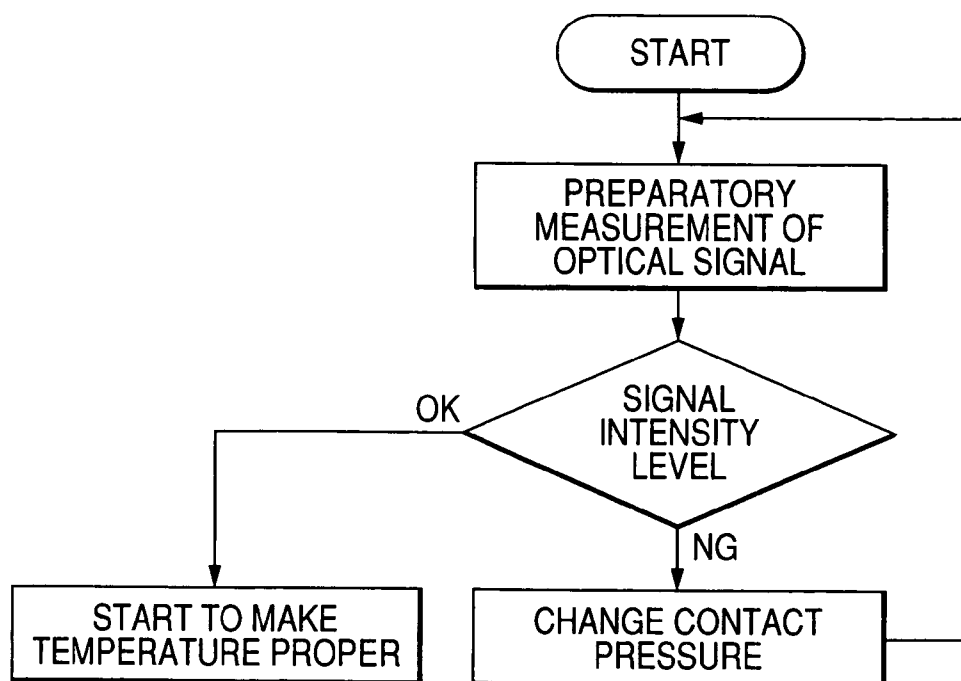 START
PREPARATORY
MEASUREMENT OF
OPTICAL SIGNAL
SIGNAL
INTENSITY
LEVEL
OK
NG
START TO MAKE
TEMPERATURE PROPER
CHANGE CONTACT
PRESSURE